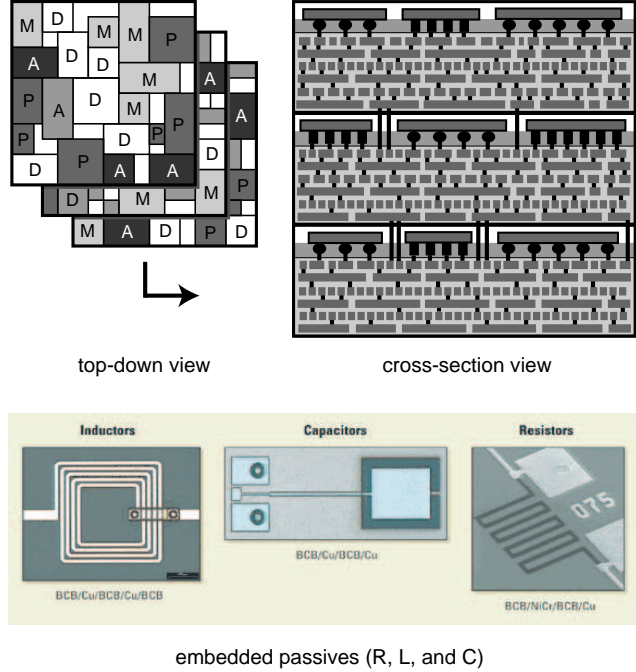 M D M M P
A D D M A
P A D M P A
P D P D
D P A A P
P D M M
M A D P D
top-down view
cross-section view
Inductors
Capacitors
Resistors
075
BCB/Cu/BCB/Cu/BCB
BCB/Cu/BCB/Cu
BCB/NiCr/BCB/Cu
embedded passives (R, L, and C)